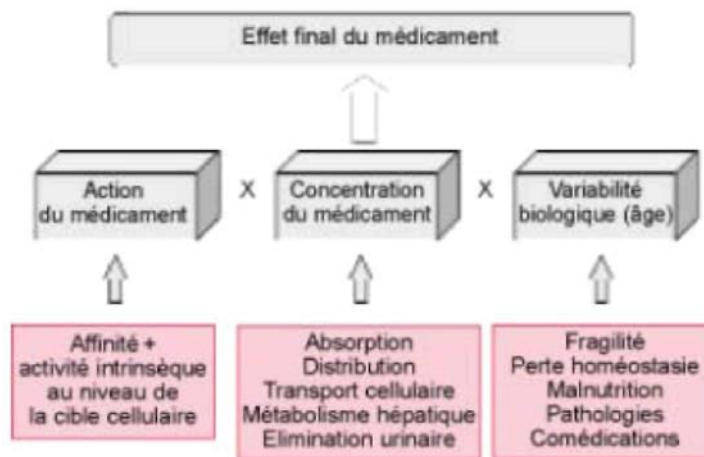 Effet final du médicament
Action
du médicament
X
Concentration
du médicament
X
Variabilité
biologique (âge)
Affinité +
activité intrinsèque
au niveau de
la cible cellulaire
Absorption
Distribution
Transport cellulaire
Métabolisme hépatique
Elimination urinaire
Fragilité
Perte homéostasie
Malnutrition
Pathologies
Comédications